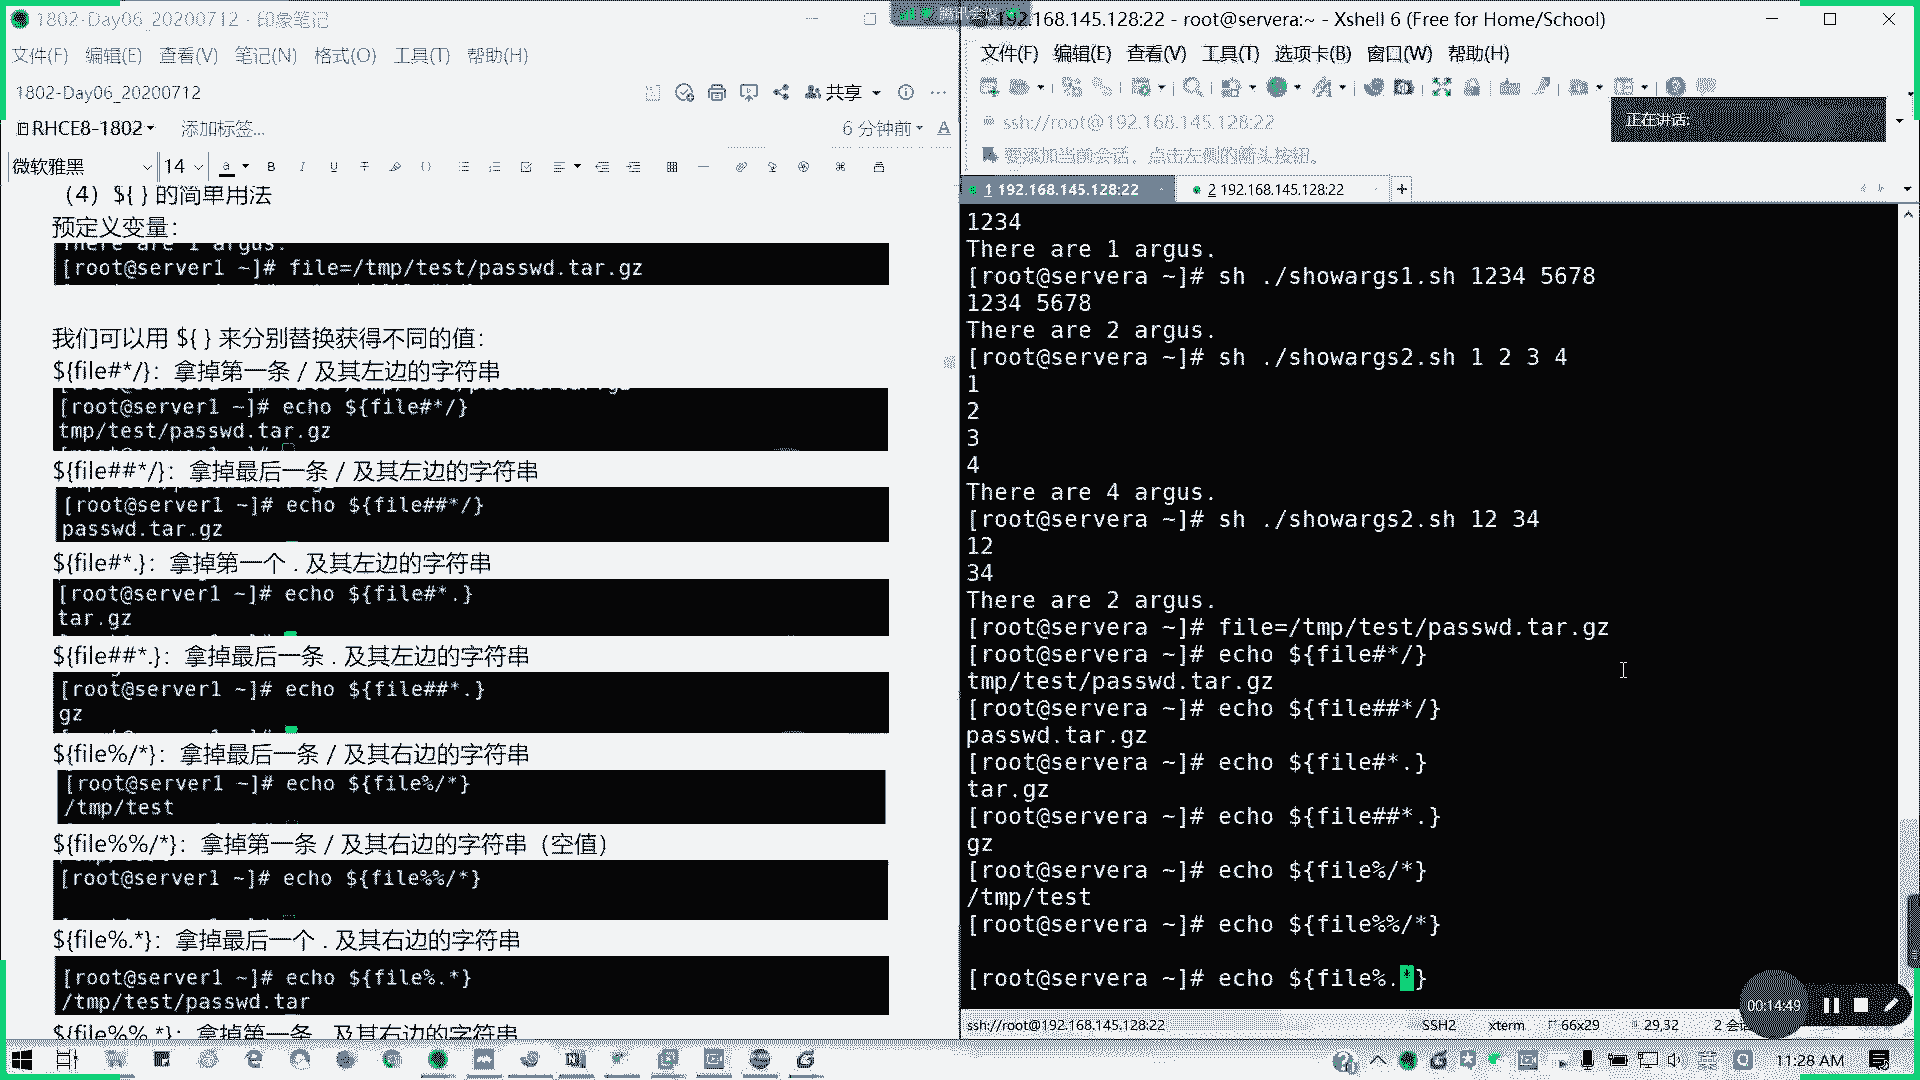 1802-Day06_20200712 - 印象笔记
文件(F) 编辑(E) 查看(V) 笔记(N) 格式(O) 工具(T) 帮助(H)
1802-Day06_20200712
共享
RHCE8-1802
添加标签...
6 分钟前
微软雅黑 14
（4）${ } 的简单用法
预定义变量：
There are 1 argus.
[root@server1 ~]# file=/tmp/test/passwd.tar.gz
我们可以用 ${ } 来分别替换获得不同的值：
${file#*/}：拿掉第一条 / 及其左边的字符串
[root@server1 ~]# echo ${file#*/}
tmp/test/passwd.tar.gz
${file##*/}：拿掉最后一条 / 及其左边的字符串
[root@server1 ~]# echo ${file##*/}
passwd.tar.gz
${file#*.}：拿掉第一个 . 及其左边的字符串
[root@server1 ~]# echo ${file#*.}
tar.gz
${file##*.}：拿掉最后一条 . 及其左边的字符串
[root@server1 ~]# echo ${file##*.}
gz
${file%/*}：拿掉最后一条 / 及其右边的字符串
[root@server1 ~]# echo ${file%/*}
/tmp/test
${file%%/*}：拿掉第一条 / 及其右边的字符串（空值）
[root@server1 ~]# echo ${file%%/*}
${file%.*}：拿掉最后一个 . 及其右边的字符串
[root@server1 ~]# echo ${file%.*}
/tmp/test/passwd.tar
${file%%.*}：拿掉第一条 . 及其右边的字符串
腾讯会议
192.168.145.128:22 - root@servera:~ - Xshell 6 (Free for Home/School)
文件(F) 编辑(E) 查看(V) 工具(T) 选项卡(B) 窗口(W) 帮助(H)
ssh://root@192.168.145.128:22
正在讲话:
要添加当前会话，点击左侧的箭头按钮。
1 192.168.145.128:22
2 192.168.145.128:22
1234
There are 1 argus.
[root@servera ~]# sh ./showargs1.sh 1234 5678
1234 5678
There are 2 argus.
[root@servera ~]# sh ./showargs2.sh 1 2 3 4
1
2
3
4
There are 4 argus.
[root@servera ~]# sh ./showargs2.sh 12 34
12
34
There are 2 argus.
[root@servera ~]# file=/tmp/test/passwd.tar.gz
[root@servera ~]# echo ${file#*/}
tmp/test/passwd.tar.gz
[root@servera ~]# echo ${file##*/}
passwd.tar.gz
[root@servera ~]# echo ${file#*.}
tar.gz
[root@servera ~]# echo ${file##*.}
gz
[root@servera ~]# echo ${file%/*}
/tmp/test
[root@servera ~]# echo ${file%%/*}
[root@servera ~]# echo ${file%.*}
00:14:49
ssh://root@192.168.145.128:22 SSH2 xterm 66x29 29,32 2 会
11:28 AM